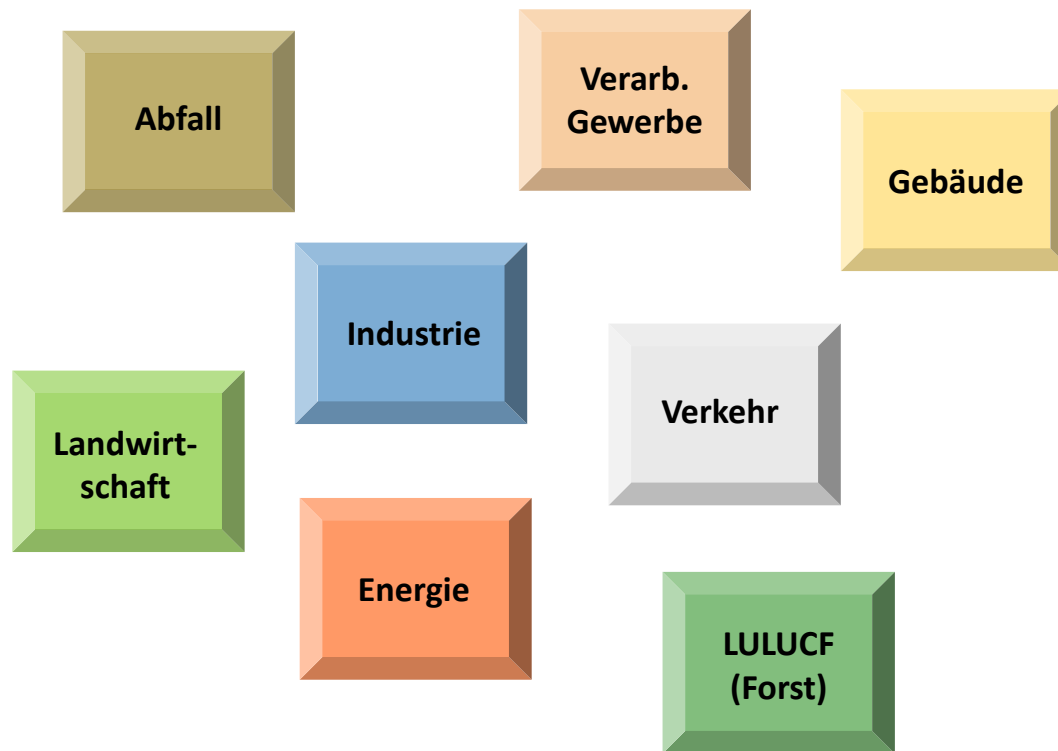 Abfall
Verarb.
Gewerbe
Gebäude
Industrie
Verkehr
Landwirt-
schaft
Energie
LULUCF
(Forst)